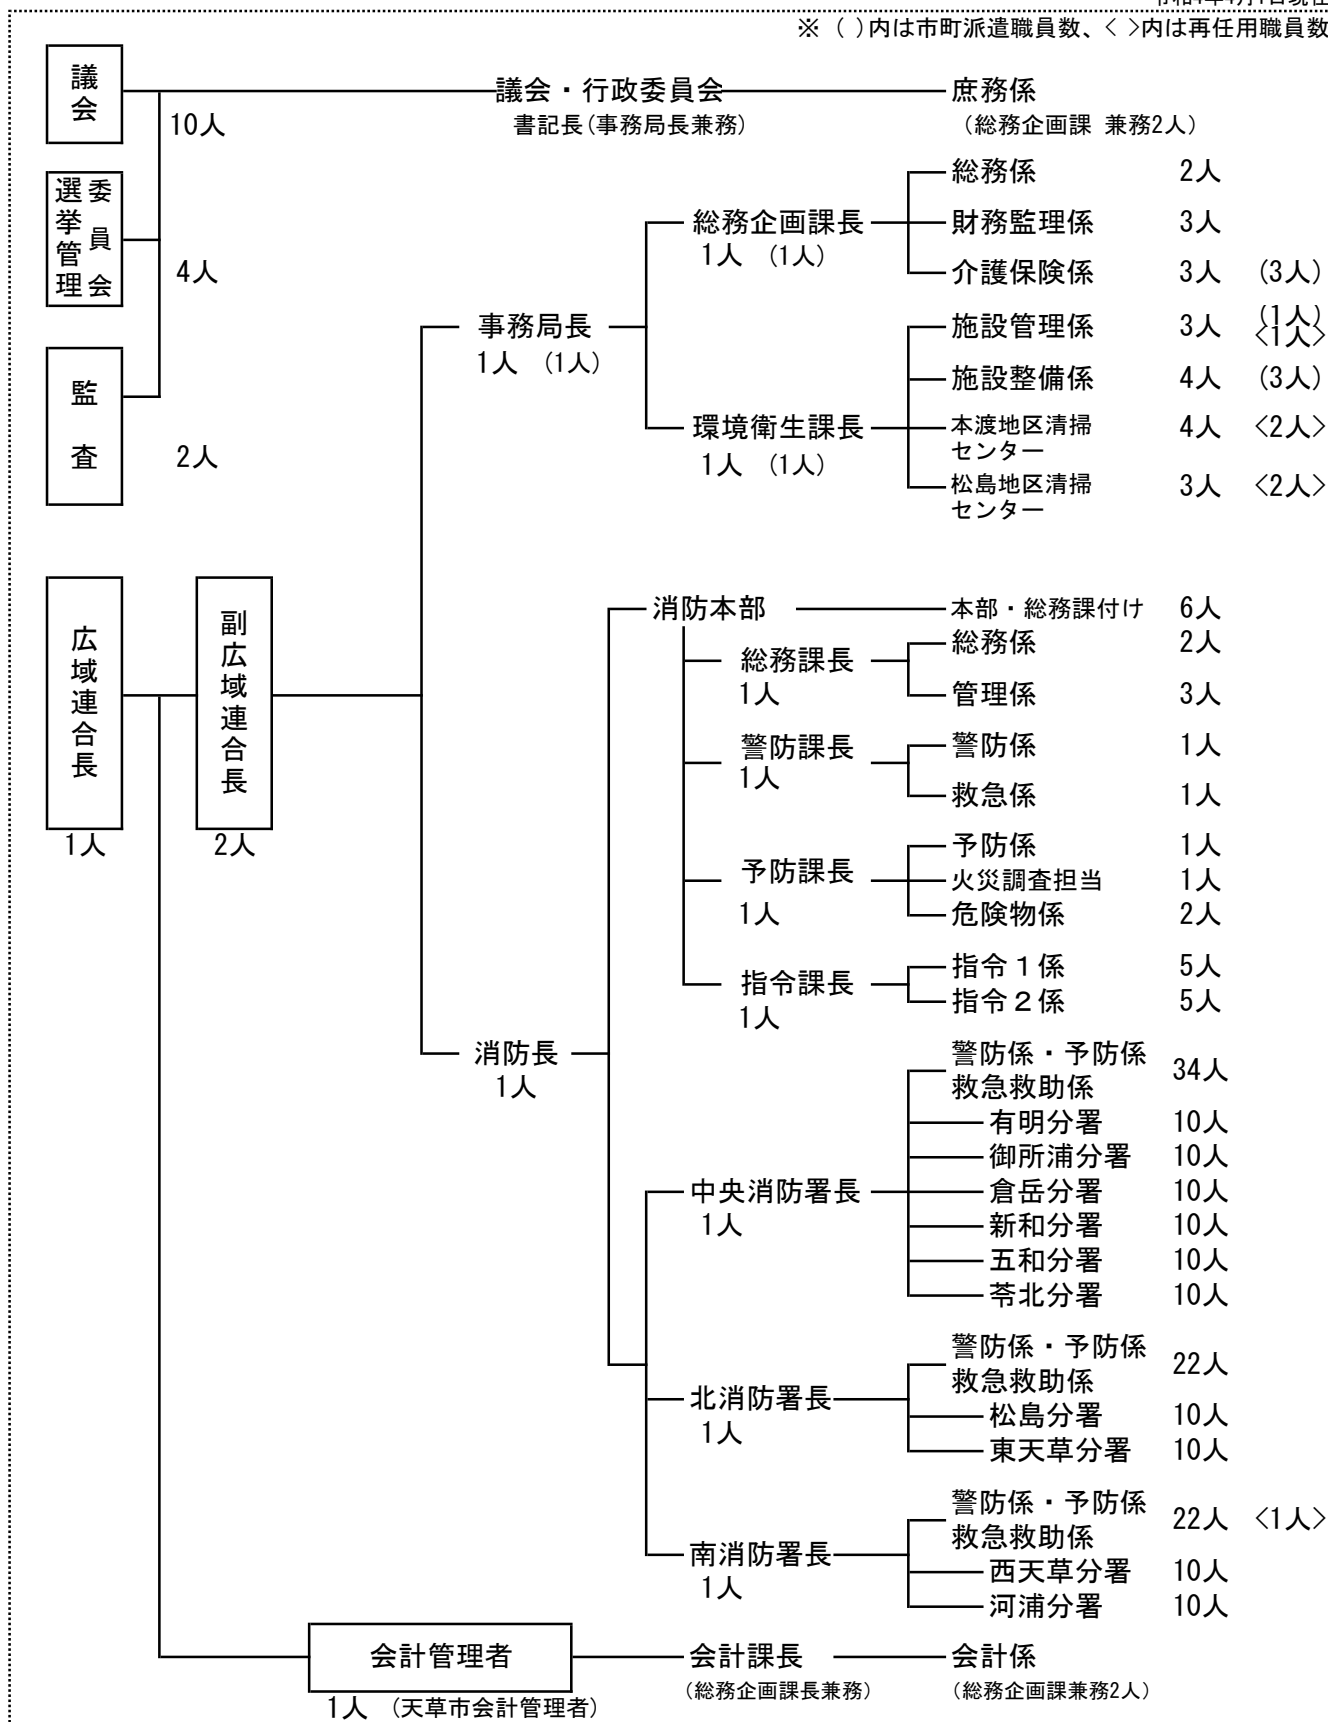 令和4年4月1日現在
※（ ）内は市町派遣職員数、< >内は再任用職員数
議会
10人
議会・行政委員会
書記長（事務局長兼務）
庶務係
（総務企画課 兼務2人）
選挙管理委員会
4人
監査
2人
事務局長
1人 （1人）
総務企画課長
1人 （1人）
総務係 2人
財務監理係 3人
介護保険係 3人 （3人）
環境衛生課長
1人 （1人）
施設管理係 3人 （1人）
<1人>
施設整備係 4人 （3人）
本渡地区清掃 4人 <2人>
センター
松島地区清掃 3人 <2人>
センター
広域連合長
1人
副広域連合長
2人
消防長
1人
消防本部
本部・総務課付け 6人
総務課長
1人
総務係 2人
管理係 3人
警防課長
1人
警防係 1人
救急係 1人
予防課長
1人
予防係 1人
火災調査担当 1人
危険物係 2人
指令課長
1人
指令１係 5人
指令２係 5人
中央消防署長
1人
警防係・予防係
救急救助係 34人
有明分署 10人
御所浦分署 10人
倉岳分署 10人
新和分署 10人
五和分署 10人
苓北分署 10人
北消防署長
1人
警防係・予防係
救急救助係 22人
松島分署 10人
東天草分署 10人
南消防署長
1人
警防係・予防係
救急救助係 22人 <1人>
西天草分署 10人
河浦分署 10人
会計管理者
1人 （天草市会計管理者）
会計課長
（総務企画課長兼務）
会計係
（総務企画課兼務2人）